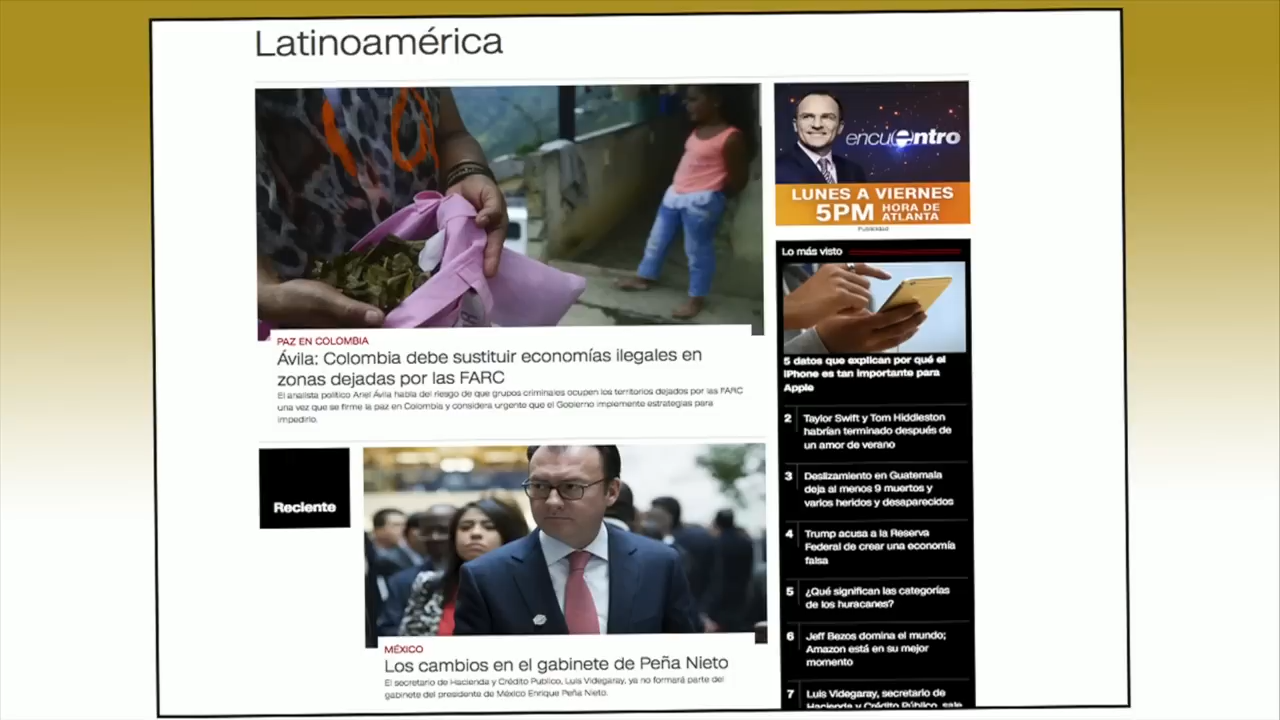 Latinoamérica
PAZ EN COLOMBIA
Ávila: Colombia debe sustituir economías ilegales en
zonas dejadas por las FARC
El analista político Ariel Ávila habla del riesgo de que grupos criminales ocupen los territorios dejados por las FARC
una vez que se firme la paz en Colombia y considera urgente que el Gobierno implemente estrategias para
impedirlo.
Reciente
MÉXICO
Los cambios en el gabinete de Peña Nieto
El secretario de Hacienda y Crédito Público, Luis Videgaray, ya no formará parte del
gabinete del presidente de México Enrique Peña Nieto.
encuentro
LUNES A VIERNES
5PM HORA DE
ATLANTA
Publicidad
Lo más visto
5 datos que explican por qué el
iPhone es tan importante para
Apple
2 Taylor Swift y Tom Hiddleston
habrían terminado después de
un amor de verano
3 Deslizamiento en Guatemala
deja al menos 9 muertos y
varios heridos y desaparecidos
4 Trump acusa a la Reserva
Federal de crear una economía
falsa
5 ¿Qué significan las categorías
de los huracanes?
6 Jeff Bezos domina el mundo;
Amazon está en su mejor
momento
7 Luis Videgaray, secretario de
Hacienda y Crédito Público, sale